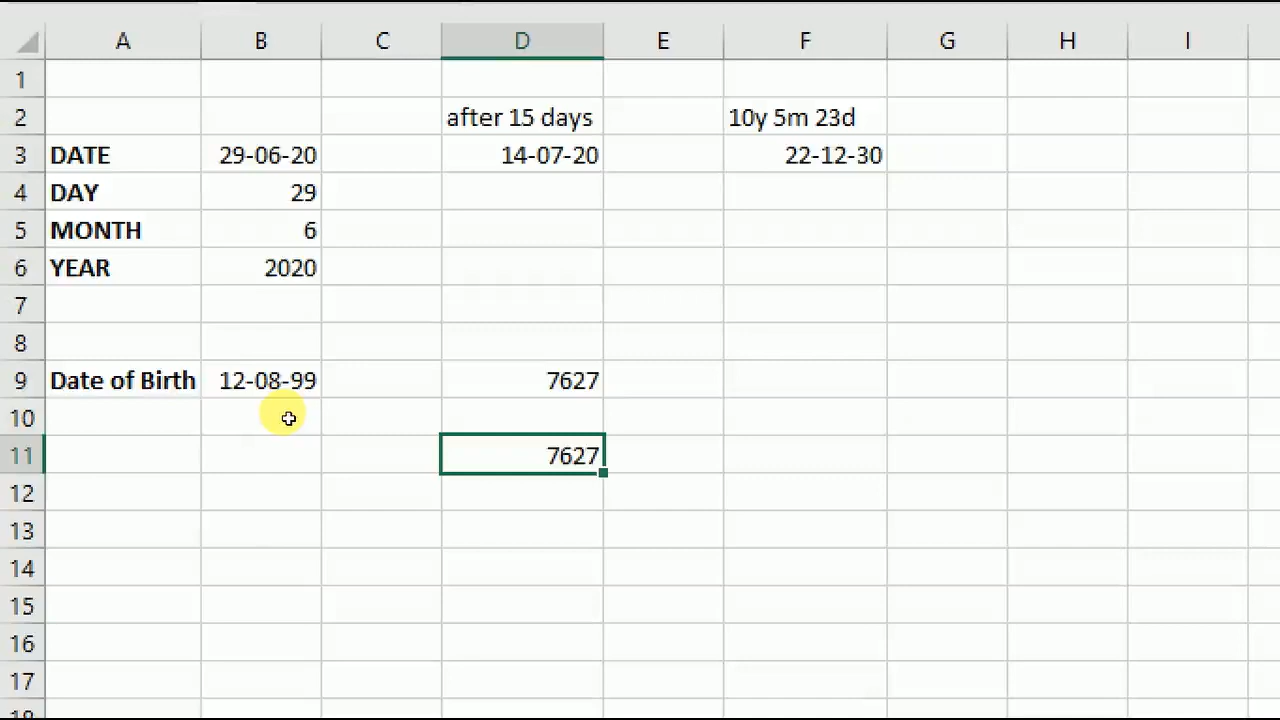 A B C D E F G H I
1
2 after 15 days 10y 5m 23d
3 DATE 29-06-20 14-07-20 22-12-30
4 DAY 29
5 MONTH 6
6 YEAR 2020
7
8
9 Date of Birth 12-08-99 7627
10
11 7627
12
13
14
15
16
17
18